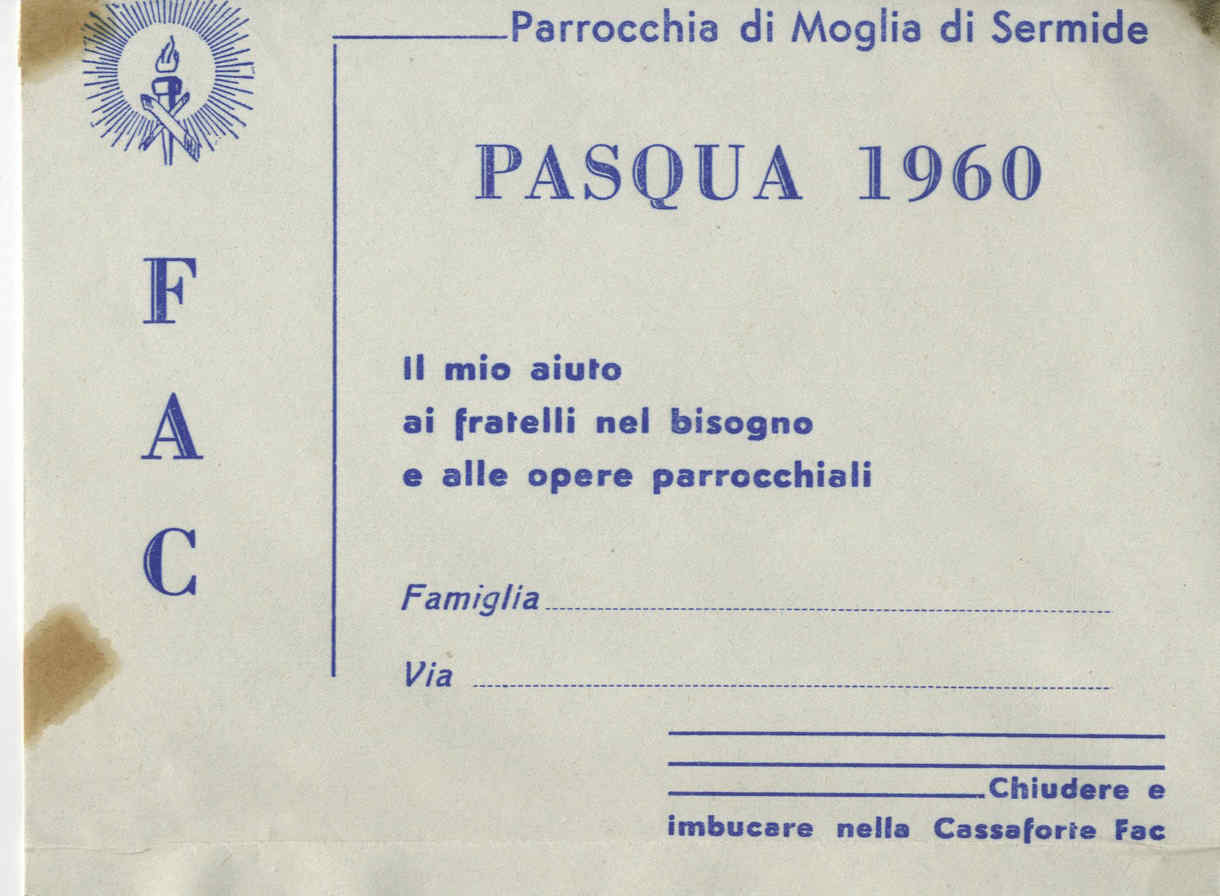 Parrocchia di Moglia di Sermide
PASQUA 1960
F
A
C
Il mio aiuto
ai fratelli nel bisogno
e alle opere parrocchiali
Famiglia
Via
Chiudere e
imbucare nella Cassaforte Fac